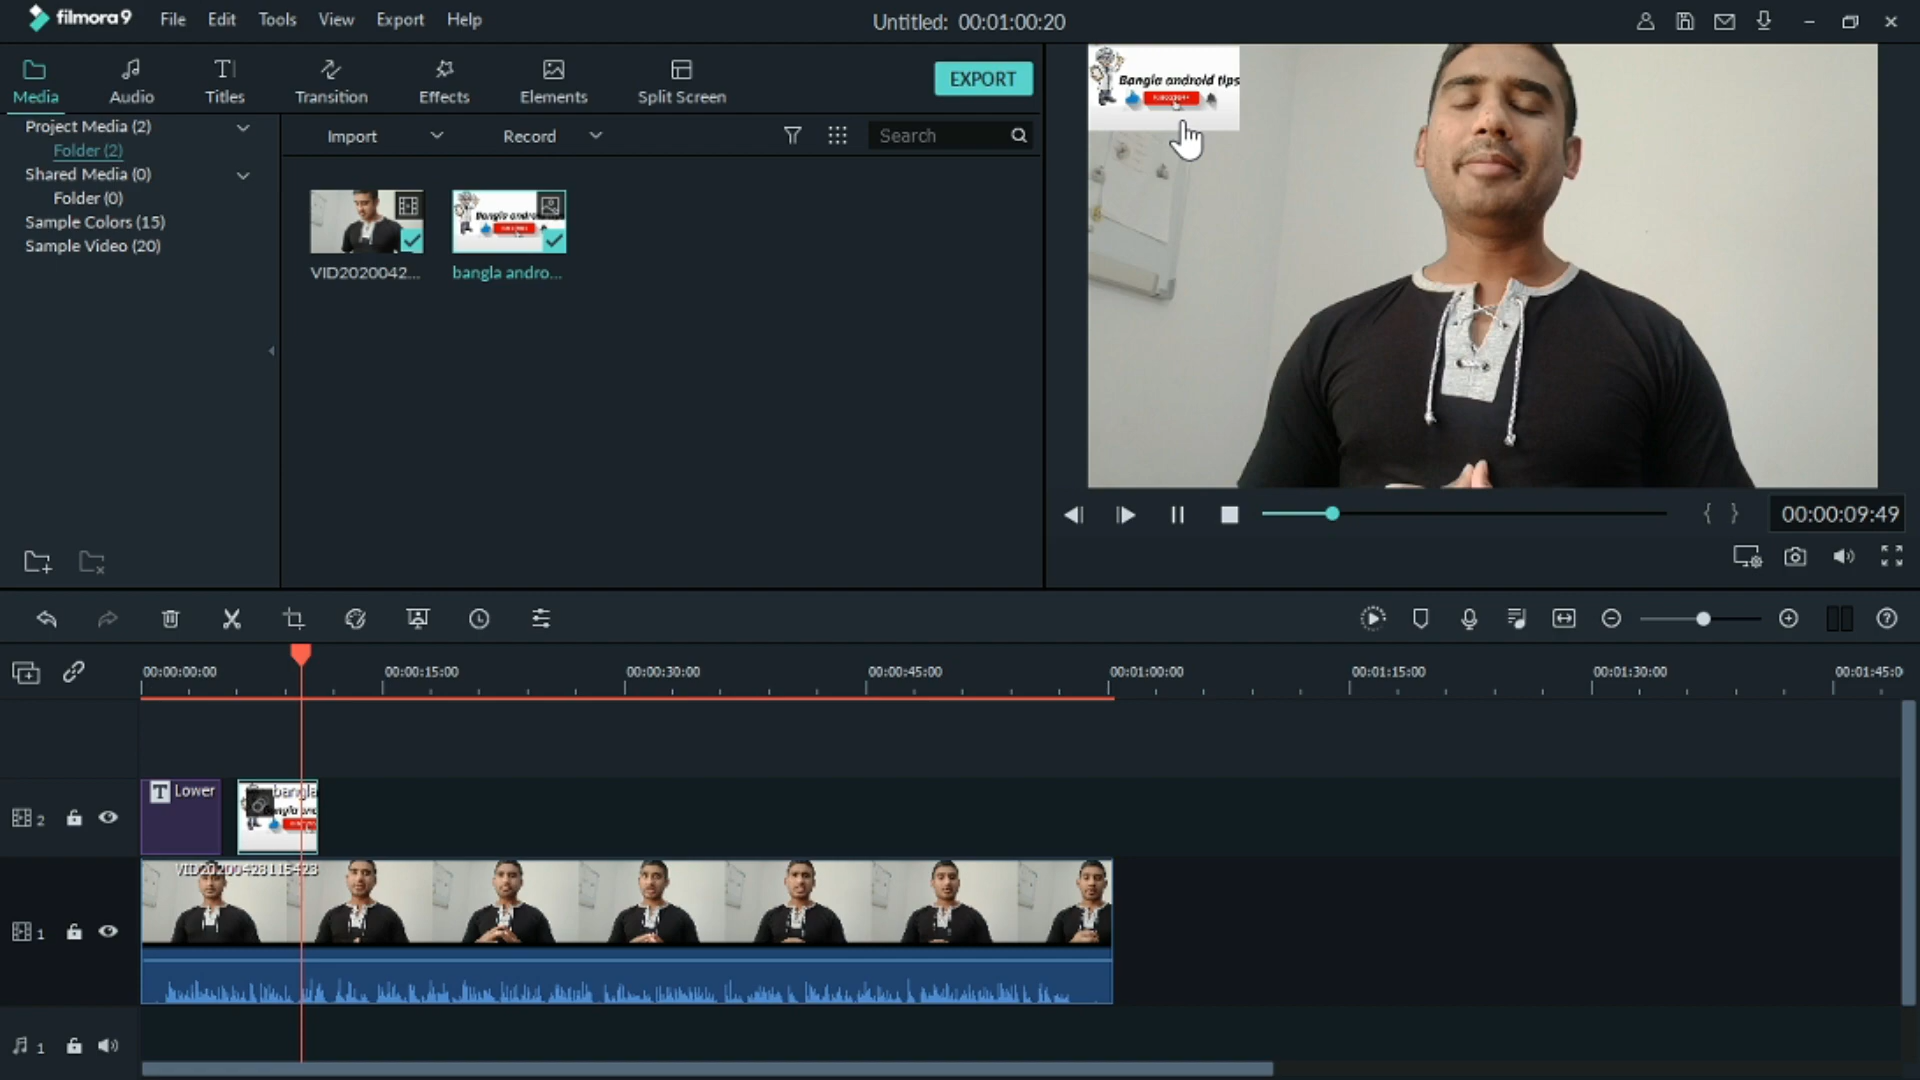 filmora9 File Edit Tools View Export Help
Untitled: 00:01:00:20
Media Audio Titles Transition Effects Elements Split Screen
EXPORT
Project Media (2)
Folder (2)
Shared Media (0)
Folder (0)
Sample Colors (15)
Sample Video (20)
Import Record Search
VID2020042...
bangla andro...
Bangla android tips
SUBSCRIBE
00:00:09:49
00:00:00:00 00:00:15:00 00:00:30:00 00:00:45:00 00:01:00:00 00:01:15:00 00:01:30:00 00:01:45:0
2
T Lower
bangla
VID20200428115423
1
1